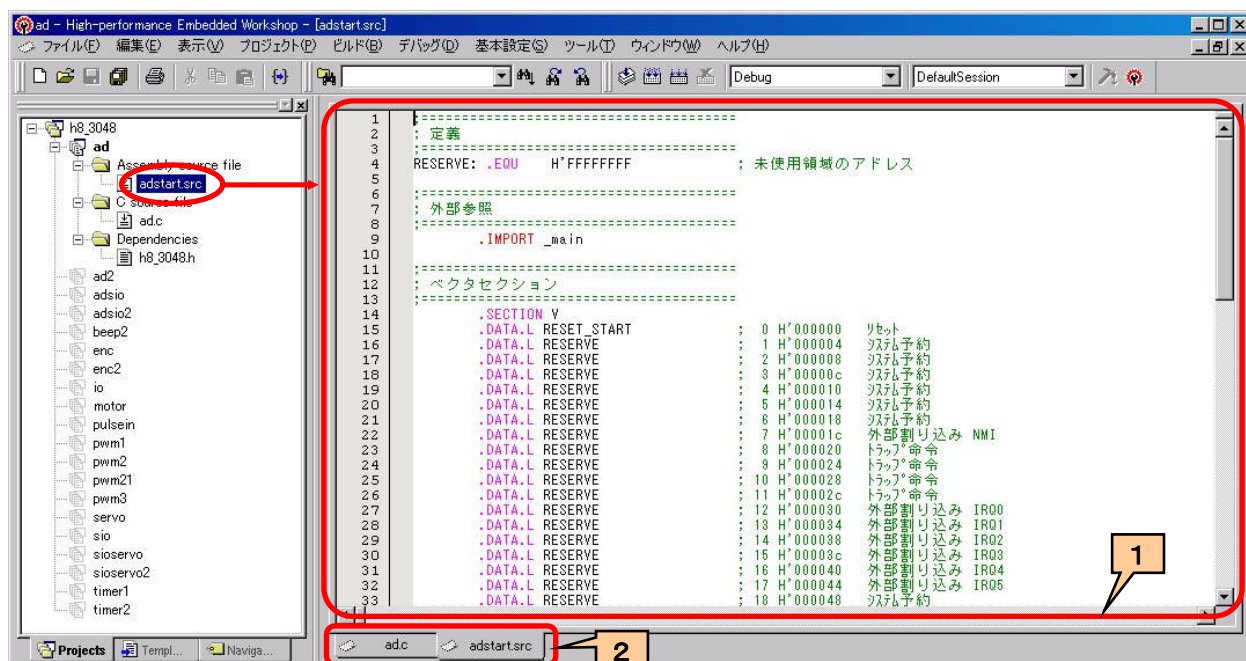 ad - High-performance Embedded Workshop - [adstart.src]
ファイル(F) 編集(E) 表示(V) プロジェクト(P) ビルド(B) デバッグ(D) 基本設定(S) ツール(T) ウィンドウ(W) ヘルプ(H)
Debug DefaultSession
h8_3048
ad
Assembly source file
adstart.src
C source file
ad.c
Dependencies
h8_3048.h
ad2
adsio
adsio2
beep2
enc
enc2
io
motor
pulsein
pwm1
pwm2
pwm21
pwm3
servo
sio
sioservo
sioservo2
timer1
timer2
Projects Templ... Naviga...
1 ;=======================================
2 ; 定義
3 ;=======================================
4 RESERVE: .EQU H'FFFFFFFF ; 未使用領域のアドレス
5
6 ;=======================================
7 ; 外部参照
8 ;=======================================
9 .IMPORT _main
10
11 ;=======================================
12 ; ベクタセクション
13 ;=======================================
14 .SECTION V
15 .DATA.L RESET_START ; 0 H'000000 ﾘｾｯﾄ
16 .DATA.L RESERVE ; 1 H'000004 ｼｽﾃﾑ予約
17 .DATA.L RESERVE ; 2 H'000008 ｼｽﾃﾑ予約
18 .DATA.L RESERVE ; 3 H'00000c ｼｽﾃﾑ予約
19 .DATA.L RESERVE ; 4 H'000010 ｼｽﾃﾑ予約
20 .DATA.L RESERVE ; 5 H'000014 ｼｽﾃﾑ予約
21 .DATA.L RESERVE ; 6 H'000018 ｼｽﾃﾑ予約
22 .DATA.L RESERVE ; 7 H'00001c 外部割り込み NMI
23 .DATA.L RESERVE ; 8 H'000020 ﾄﾗｯﾌﾟ命令
24 .DATA.L RESERVE ; 9 H'000024 ﾄﾗｯﾌﾟ命令
25 .DATA.L RESERVE ; 10 H'000028 ﾄﾗｯﾌﾟ命令
26 .DATA.L RESERVE ; 11 H'00002c ﾄﾗｯﾌﾟ命令
27 .DATA.L RESERVE ; 12 H'000030 外部割り込み IRQ0
28 .DATA.L RESERVE ; 13 H'000034 外部割り込み IRQ1
29 .DATA.L RESERVE ; 14 H'000038 外部割り込み IRQ2
30 .DATA.L RESERVE ; 15 H'00003c 外部割り込み IRQ3
31 .DATA.L RESERVE ; 16 H'000040 外部割り込み IRQ4
32 .DATA.L RESERVE ; 17 H'000044 外部割り込み IRQ5
33 .DATA.L RESERVE ; 18 H'000048 ｼｽﾃﾑ予約
1
ad.c adstart.src
2